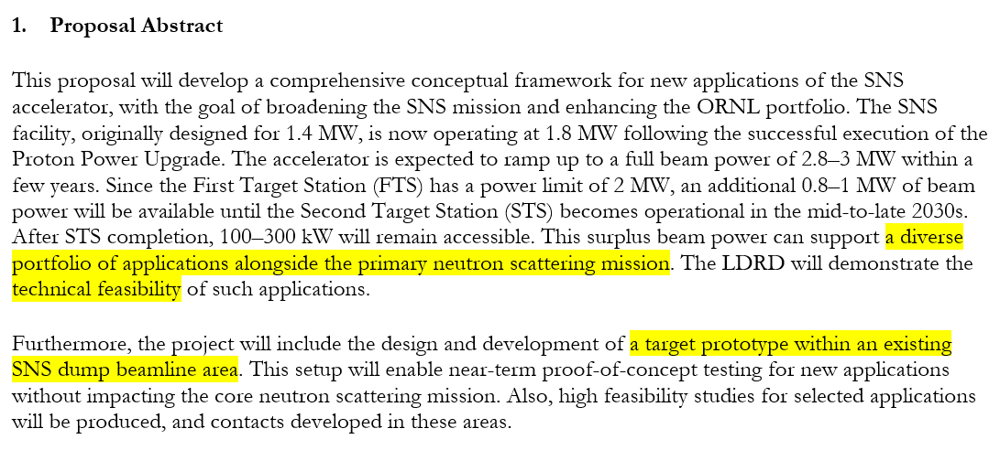 1. Proposal Abstract
This proposal will develop a comprehensive conceptual framework for new applications of the SNS
accelerator, with the goal of broadening the SNS mission and enhancing the ORNL portfolio. The SNS
facility, originally designed for 1.4 MW, is now operating at 1.8 MW following the successful execution of the
Proton Power Upgrade. The accelerator is expected to ramp up to a full beam power of 2.8–3 MW within a
few years. Since the First Target Station (FTS) has a power limit of 2 MW, an additional 0.8–1 MW of beam
power will be available until the Second Target Station (STS) becomes operational in the mid-to-late 2030s.
After STS completion, 100–300 kW will remain accessible. This surplus beam power can support a diverse
portfolio of applications alongside the primary neutron scattering mission. The LDRD will demonstrate the
technical feasibility of such applications.
Furthermore, the project will include the design and development of a target prototype within an existing
SNS dump beamline area. This setup will enable near-term proof-of-concept testing for new applications
without impacting the core neutron scattering mission. Also, high feasibility studies for selected applications
will be produced, and contacts developed in these areas.